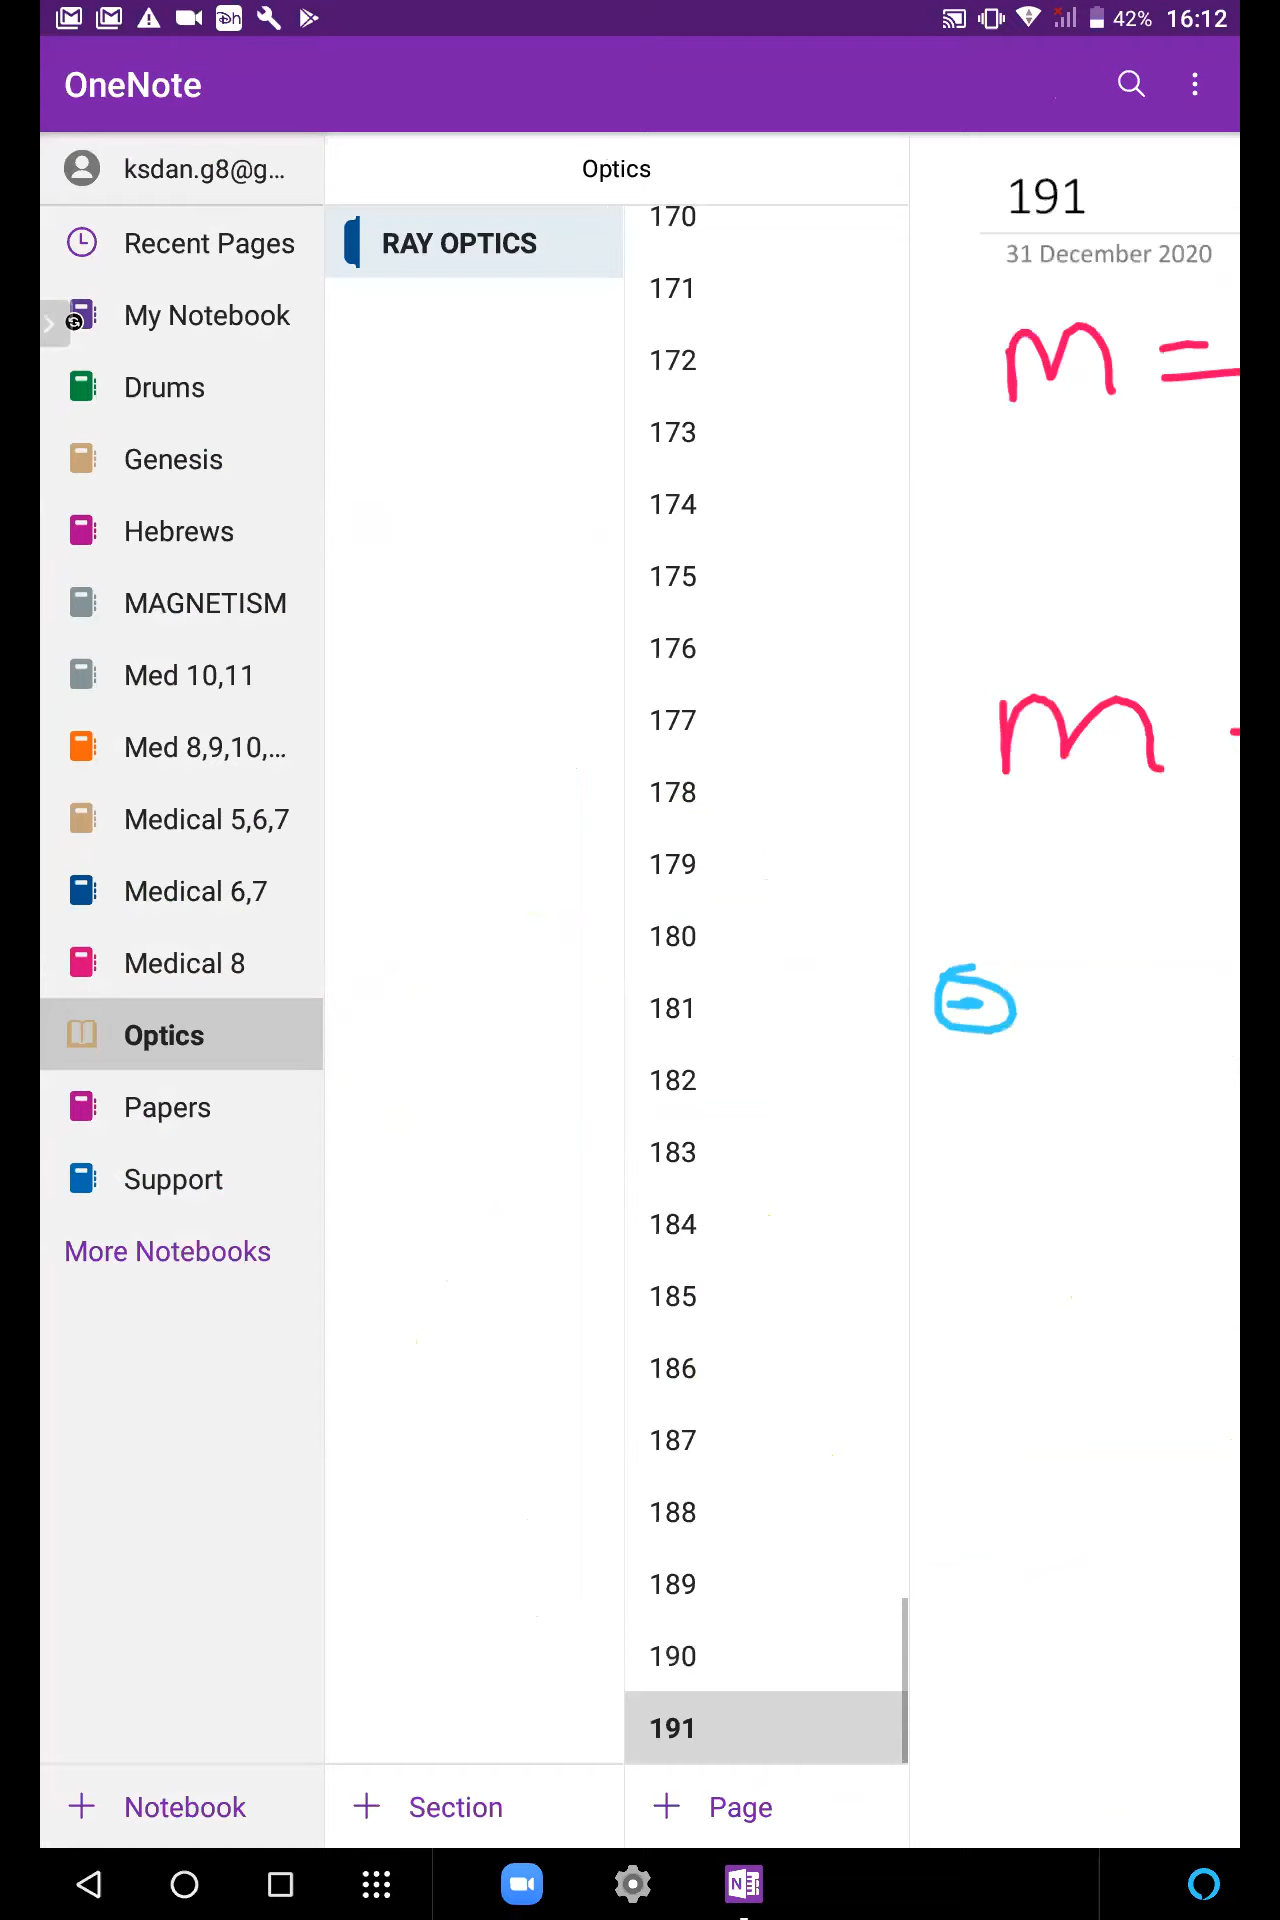 42% 16:12
OneNote
ksdan.g8@g...
Recent Pages
My Notebook
Drums
Genesis
Hebrews
MAGNETISM
Med 10,11
Med 8,9,10,...
Medical 5,6,7
Medical 6,7
Medical 8
Optics
Papers
Support
More Notebooks
+ Notebook
Optics
RAY OPTICS
+ Section
170
171
172
173
174
175
176
177
178
179
180
181
182
183
184
185
186
187
188
189
190
191
+ Page
191
31 December 2020
m =
m -
-